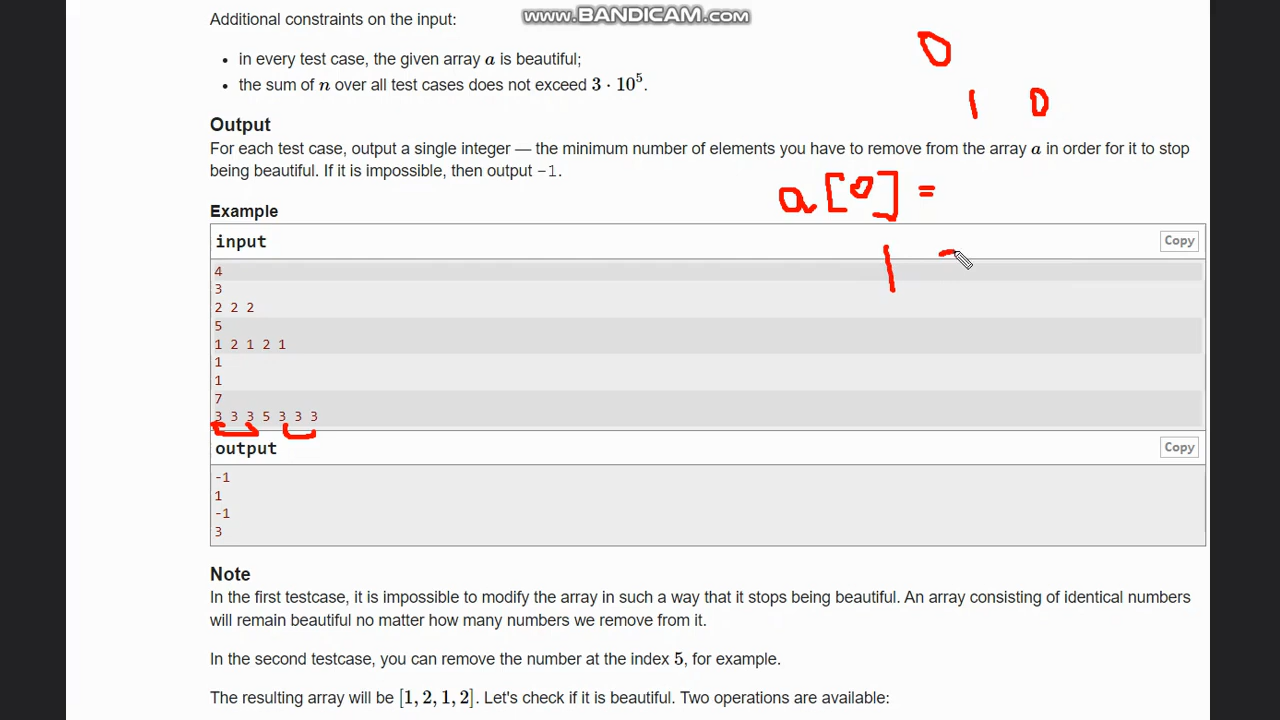 Additional constraints on the input:
www.BANDICAM.com
0
• in every test case, the given array a is beautiful;
• the sum of n over all test cases does not exceed 3 · 10⁵.
1 0
Output
For each test case, output a single integer — the minimum number of elements you have to remove from the array a in order for it to stop
being beautiful. If it is impossible, then output −1.
a[0] =
Example
input
Copy
1
4
3
2 2 2
5
1 2 1 2 1
1
1
7
3 3 3 5 3 3 3
output
Copy
-1
1
-1
3
Note
In the first testcase, it is impossible to modify the array in such a way that it stops being beautiful. An array consisting of identical numbers
will remain beautiful no matter how many numbers we remove from it.
In the second testcase, you can remove the number at the index 5, for example.
The resulting array will be [1, 2, 1, 2]. Let's check if it is beautiful. Two operations are available: